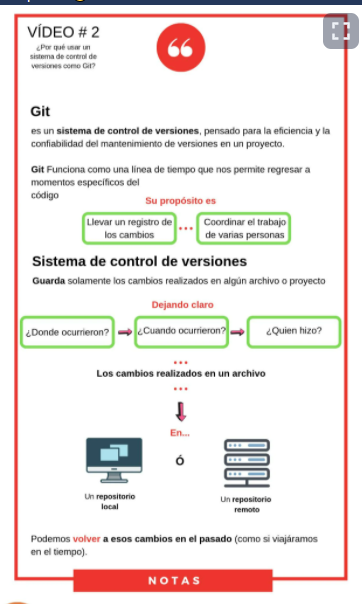 VÍDEO # 2
¿Por qué usar un
sistema de control de
versiones como Git?
Git
es un sistema de control de versiones, pensado para la eficiencia y la
confiabilidad del mantenimiento de versiones en un proyecto.
Git Funciona como una línea de tiempo que nos permite regresar a
momentos específicos del
código
Su propósito es
Llevar un registro de
los cambios
...
Coordinar el trabajo
de varias personas
Sistema de control de versiones
Guarda solamente los cambios realizados en algún archivo o proyecto
Dejando claro
¿Donde ocurrieron?
¿Cuando ocurrieron?
¿Quien hizo?
...
Los cambios realizados en un archivo
...
En...
Ó
Un repositorio
local
Un repositorio
remoto
Podemos volver a esos cambios en el pasado (como si viajáramos
en el tiempo).
NOTAS